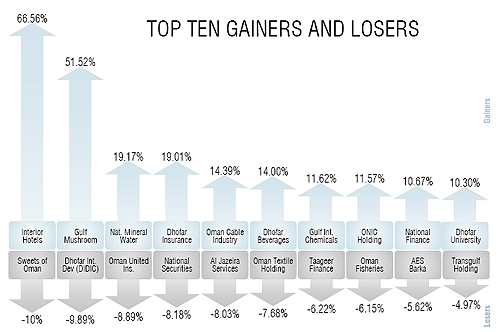 66.56%
TOP TEN GAINERS AND LOSERS
51.52%
Gainers
19.17% 19.01% 14.39% 14.00% 11.62% 11.57% 10.67% 10.30%
Interior Hotels
Gulf Mushroom
Nat. Mineral Water
Dhofar Insurance
Oman Cable Industry
Dhofar Beverages
Gulf Int. Chemicals
ONIC Holding
National Finance
Dhofar University
Sweets of Oman
Dhofar Int. Dev (DIDIC)
Oman United Ins.
National Securities
Al Jazeira Services
Oman Textile Holding
Taageer Finance
Oman Fisheries
AES Barka
Transgulf Holding
-10% -9.89% -8.89% -8.18% -8.03% -7.68% -6.22% -6.15% -5.62% -4.97%
Losers